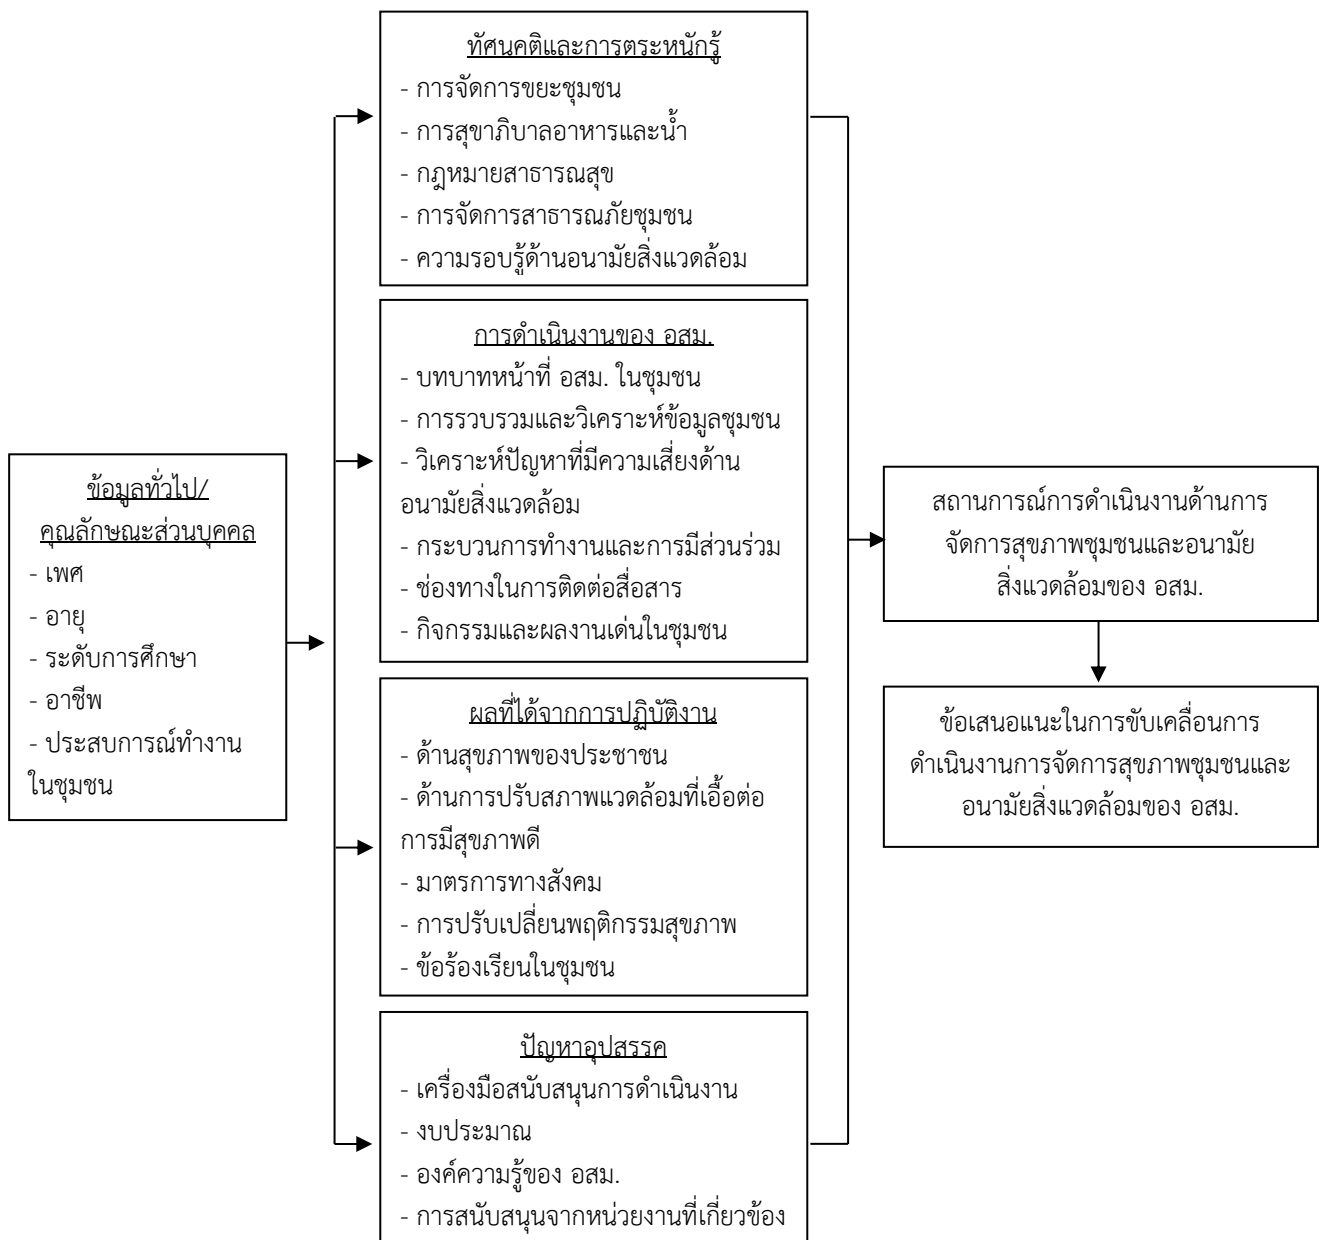 ทัศนคติและการตระหนักรู้
- การจัดการขยะชุมชน
- การสุขาภิบาลอาหารและน้ำ
- กฎหมายสาธารณสุข
- การจัดการสาธารณภัยชุมชน
- ความรอบรู้ด้านอนามัยสิ่งแวดล้อม
การดำเนินงานของ อสม.
- บทบาทหน้าที่ อสม. ในชุมชน
- การรวบรวมและวิเคราะห์ข้อมูลชุมชน
- วิเคราะห์ปัญหาที่มีความเสี่ยงด้าน
อนามัยสิ่งแวดล้อม
- กระบวนการทำงานและการมีส่วนร่วม
- ช่องทางในการติดต่อสื่อสาร
- กิจกรรมและผลงานเด่นในชุมชน
ข้อมูลทั่วไป/
คุณลักษณะส่วนบุคคล
- เพศ
- อายุ
- ระดับการศึกษา
- อาชีพ
- ประสบการณ์ทำงาน
ในชุมชน
ผลที่ได้จากการปฏิบัติงาน
- ด้านสุขภาพของประชาชน
- ด้านการปรับสภาพแวดล้อมที่เอื้อต่อ
การมีสุขภาพดี
- มาตรการทางสังคม
- การปรับเปลี่ยนพฤติกรรมสุขภาพ
- ข้อร้องเรียนในชุมชน
ปัญหาอุปสรรค
- เครื่องมือสนับสนุนการดำเนินงาน
- งบประมาณ
- องค์ความรู้ของ อสม.
- การสนับสนุนจากหน่วยงานที่เกี่ยวข้อง
สถานการณ์การดำเนินงานด้านการ
จัดการสุขภาพชุมชนและอนามัย
สิ่งแวดล้อมของ อสม.
ข้อเสนอแนะในการขับเคลื่อนการ
ดำเนินงานการจัดการสุขภาพชุมชนและ
อนามัยสิ่งแวดล้อมของ อสม.